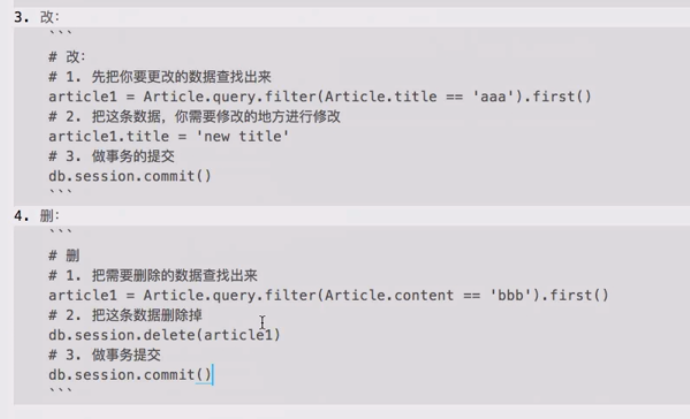 3. 改:
```
# 改:
# 1. 先把你要更改的数据查找出来
article1 = Article.query.filter(Article.title == 'aaa').first()
# 2. 把这条数据，你需要修改的地方进行修改
article1.title = 'new title'
# 3. 做事务的提交
db.session.commit()
```
4. 删:
```
# 删
# 1. 把需要删除的数据查找出来
article1 = Article.query.filter(Article.content == 'bbb').first()
# 2. 把这条数据删除掉
db.session.delete(article1)
# 3. 做事务提交
db.session.commit()
```